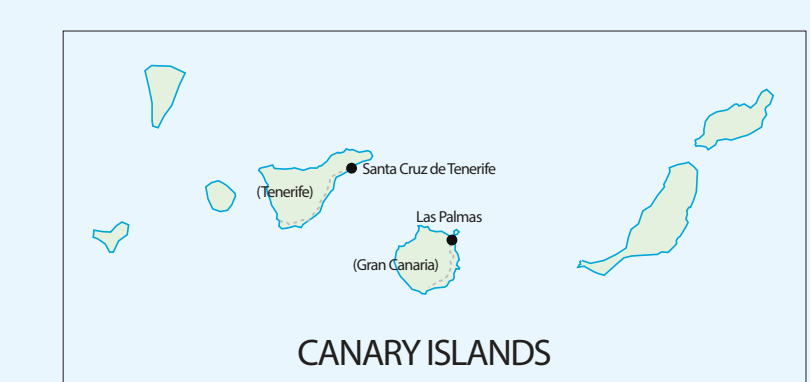 Santa Cruz de Tenerife
(Tenerife)
Las Palmas
(Gran Canaria)
CANARY ISLANDS